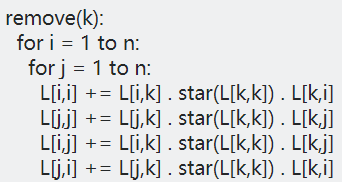 remove(k):
for i = 1 to n:
for j = 1 to n:
L[i,i] += L[i,k] . star(L[k,k]) . L[k,i]
L[j,j] += L[j,k] . star(L[k,k]) . L[k,j]
L[i,j] += L[i,k] . star(L[k,k]) . L[k,j]
L[j,i] += L[j,k] . star(L[k,k]) . L[k,i]